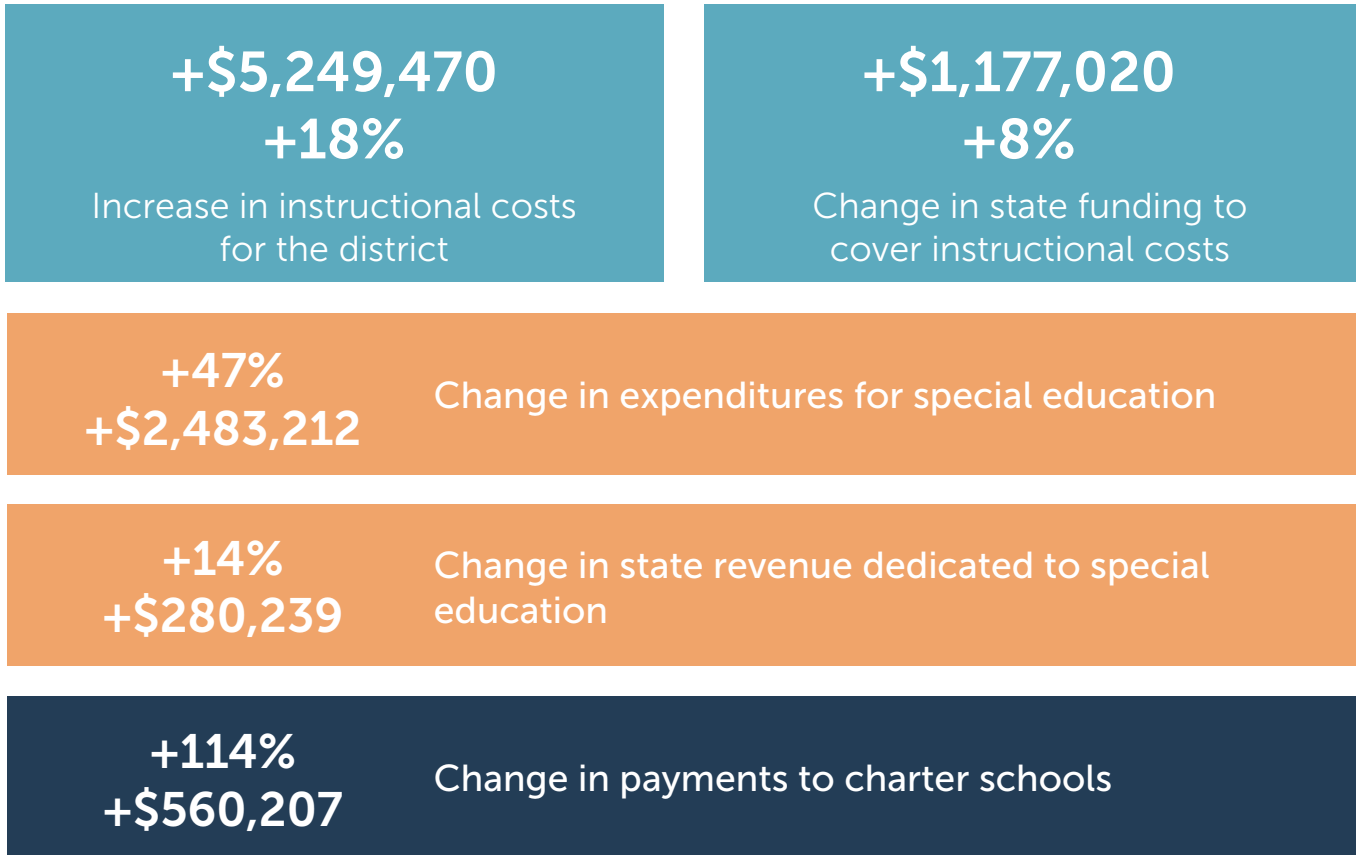 +$5,249,470
+18%
Increase in instructional costs
for the district
+$1,177,020
+8%
Change in state funding to
cover instructional costs
+47%
+$2,483,212
Change in expenditures for special education
+14%
+$280,239
Change in state revenue dedicated to special
education
+114%
+$560,207
Change in payments to charter schools